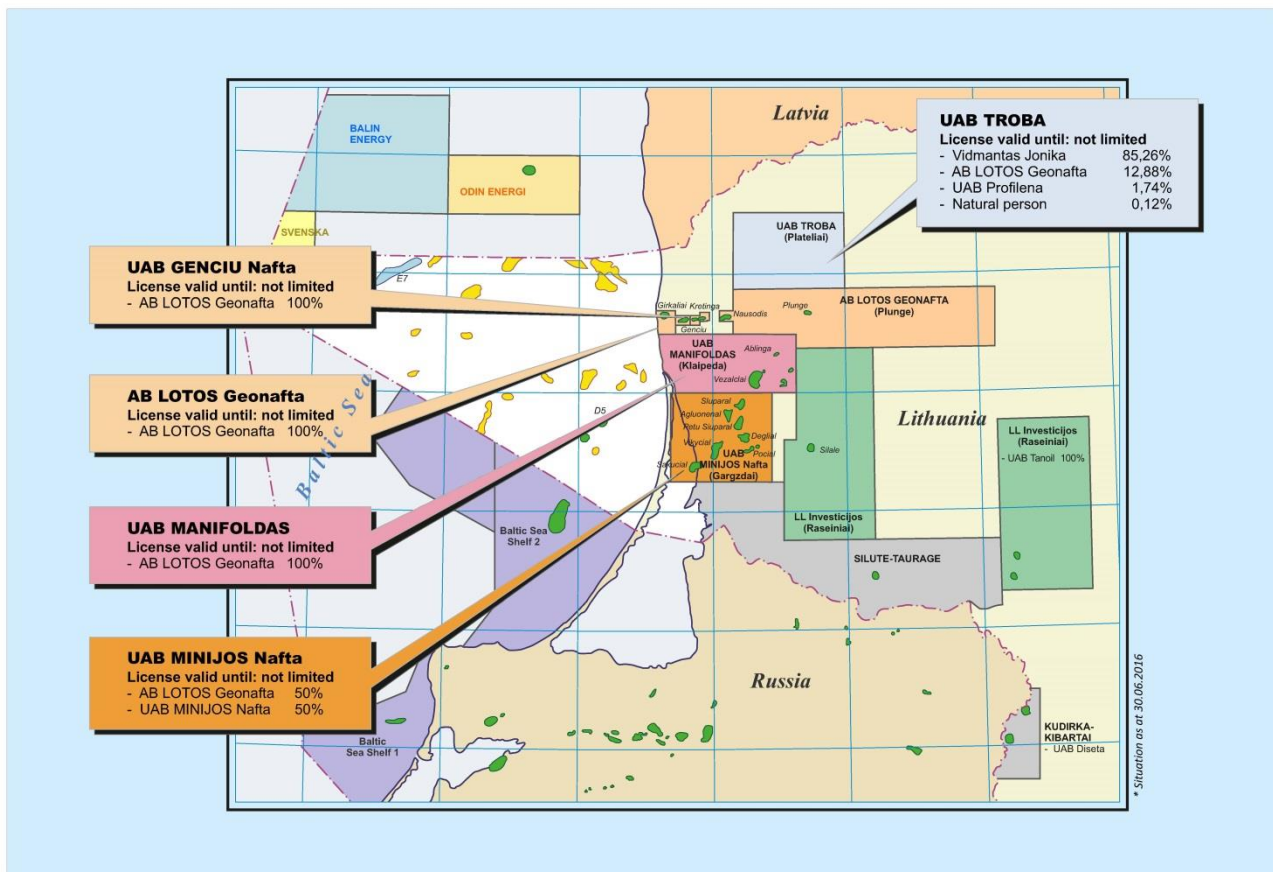 Latvia
BALIN
ENERGY
ODIN ENERGI
SVENSKA
UAB TROBA
License valid until: not limited
- Vidmantas Jonika 85,26%
- AB LOTOS Geonafta 12,88%
- UAB Profilena 1,74%
- Natural person 0,12%
UAB TROBA
(Plateliai)
UAB GENCIU Nafta
License valid until: not limited
- AB LOTOS Geonafta 100%
E7
Girkaliai
Kretinga
Genciu
Nausodis
Plunge
AB LOTOS GEONAFTA
(Plunge)
UAB
MANIFOLDAS
(Klaipeda)
Ablinga
Vezaidai
AB LOTOS Geonafta
License valid until: not limited
- AB LOTOS Geonafta 100%
Baltic Sea
D5
Siuparai
Agluonenai
Petu Siuparai
Degliai
Vikyciai
Pociai
Sakuciai
UAB
MINIJOS Nafta
(Gargzdai)
Silale
Lithuania
LL Investicijos
(Raseiniai)
- UAB Tanoil 100%
LL Investicijos
(Raseiniai)
UAB MANIFOLDAS
License valid until: not limited
- AB LOTOS Geonafta 100%
Baltic Sea
Shelf 2
SILUTE-TAURAGE
UAB MINIJOS Nafta
License valid until: not limited
- AB LOTOS Geonafta 50%
- UAB MINIJOS Nafta 50%
Russia
Baltic
Sea Shelf 1
KUDIRKA-
KIBARTAI
- UAB Diseta
* Situation as at 30.06.2016